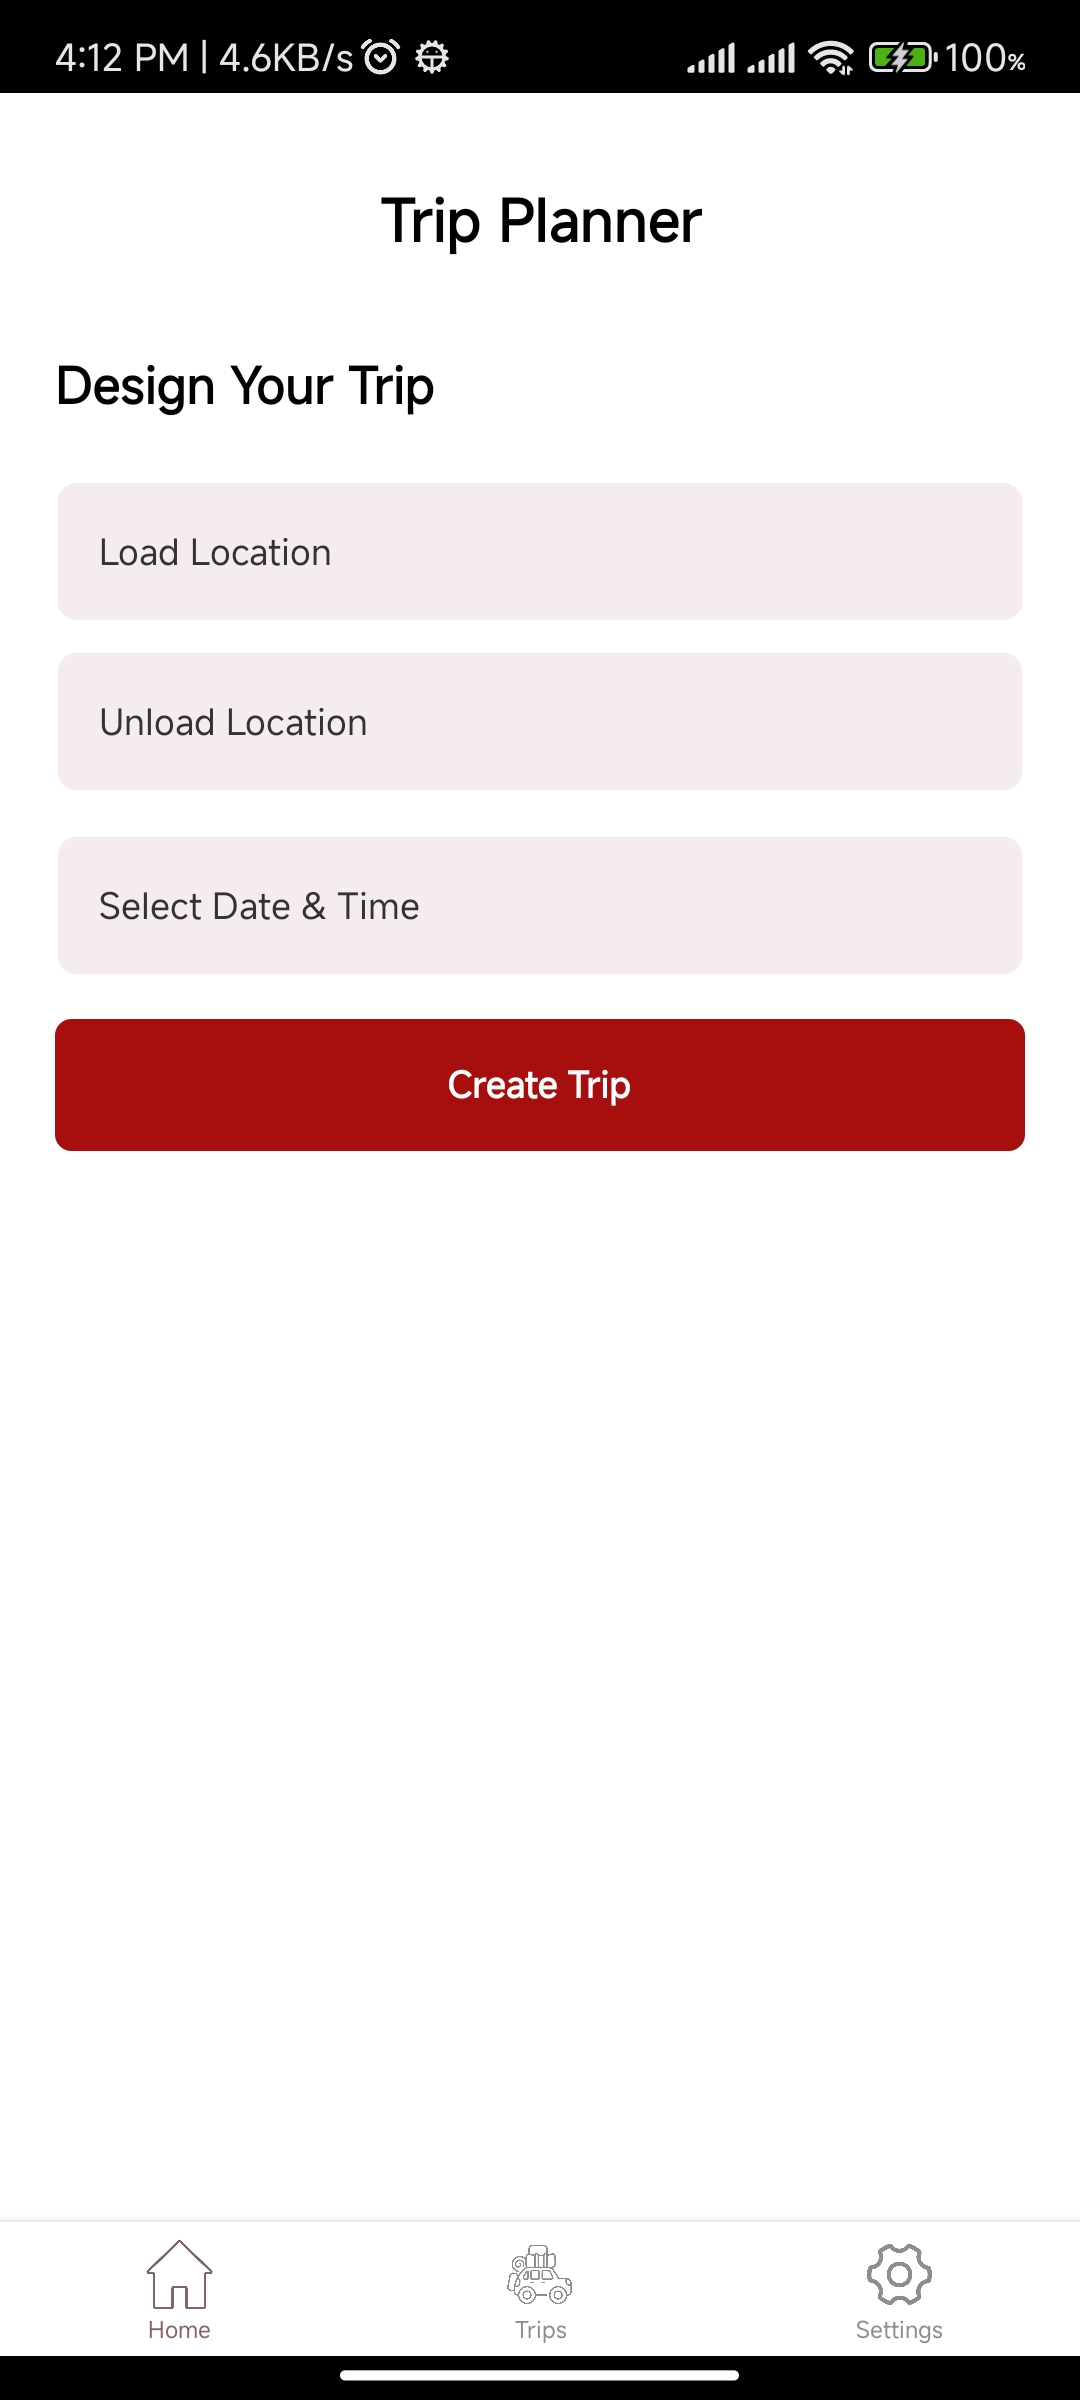 4:12 PM | 4.6KB/s 100%
Trip Planner
Design Your Trip
Load Location
Unload Location
Select Date & Time
Create Trip
Home Trips Settings